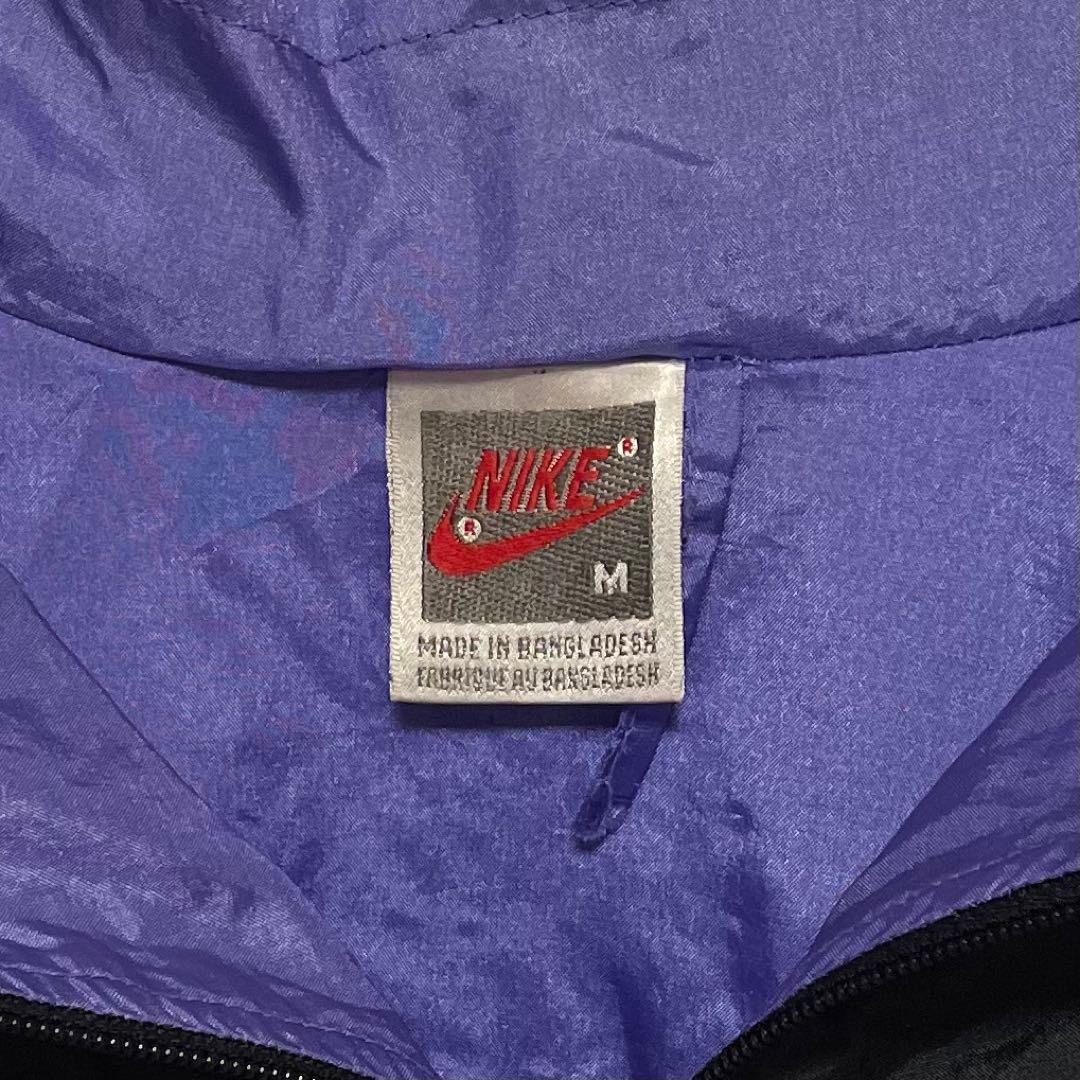 NIKE®
®
M
MADE IN BANGLADESH
FABRIQUE AU BANGLADESH